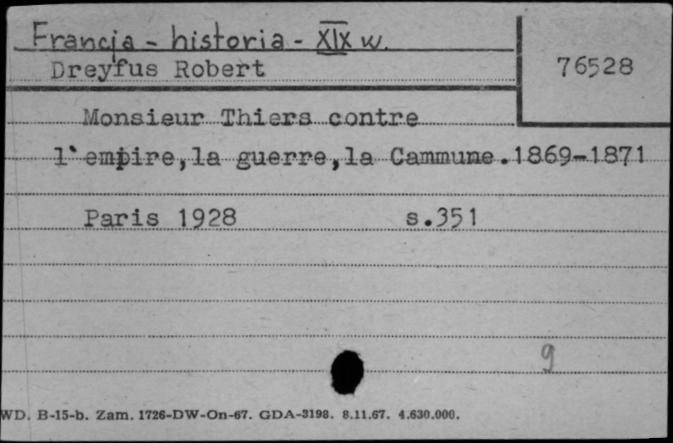 Francja - historia - XIX w.
Dreyfus Robert
76528
Monsieur Thiers contre
l'empire,la guerre,la Cammune.1869-1871
Paris 1928 s.351
9
WD. B-15-b. Zam. 1726-DW-On-67. GDA-3198. 8.11.67. 4.630.000.